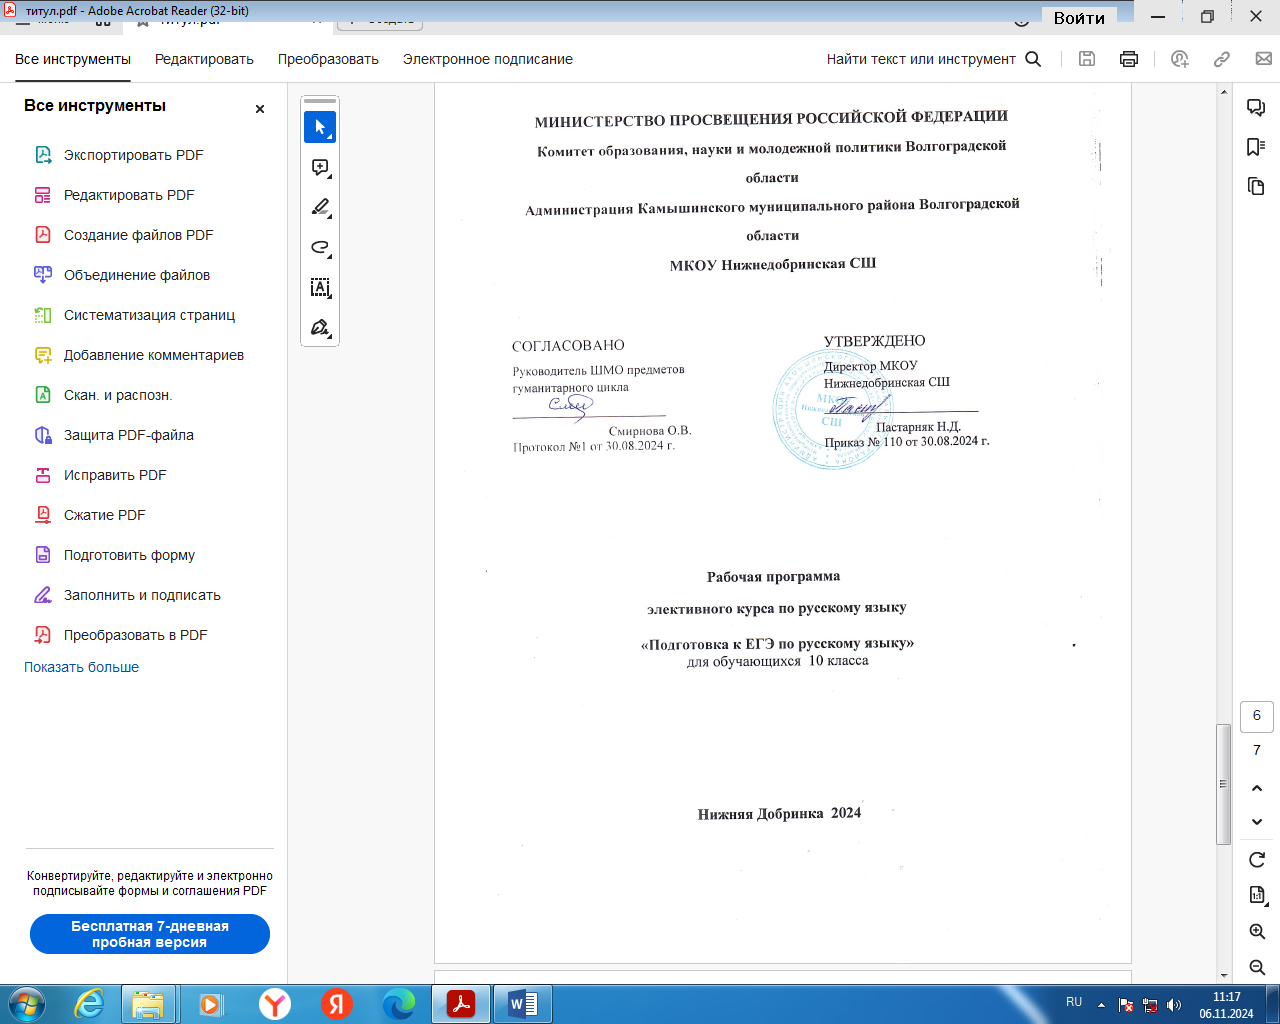 титул.pdf - Adobe Acrobat Reader (32-bit)
Войти
Все инструменты
Редактировать
Преобразовать
Электронное подписание
Найти текст или инструмент
Все инструменты
Экспортировать PDF
Редактировать PDF
Создание файлов PDF
Объединение файлов
Систематизация страниц
Добавление комментариев
Скан. и распозн.
Защита PDF-файла
Исправить PDF
Сжатие PDF
Подготовить форму
Заполнить и подписать
Преобразовать в PDF
Показать больше
Конвертируйте, редактируйте и электронно
подписывайте формы и соглашения PDF
Бесплатная 7-дневная
пробная версия
МИНИСТЕРСТВО ПРОСВЕЩЕНИЯ РОССИЙСКОЙ ФЕДЕРАЦИИ
Комитет образования, науки и молодежной политики Волгоградской
области
Администрация Камышинского муниципального района Волгоградской
области
МКОУ Нижнедобринская СШ
СОГЛАСОВАНО
Руководитель ШМО предметов
гуманитарного цикла
Смирнова О.В.
Протокол №1 от 30.08.2024 г.
УТВЕРЖДЕНО
Директор МКОУ
Нижнедобринская СШ
Пастарняк Н.Д.
Приказ № 110 от 30.08.2024 г.
Рабочая программа
элективного курса по русскому языку
«Подготовка к ЕГЭ по русскому языку»
для обучающихся 10 класса
Нижняя Добринка 2024
6
7
RU
11:17
06.11.2024